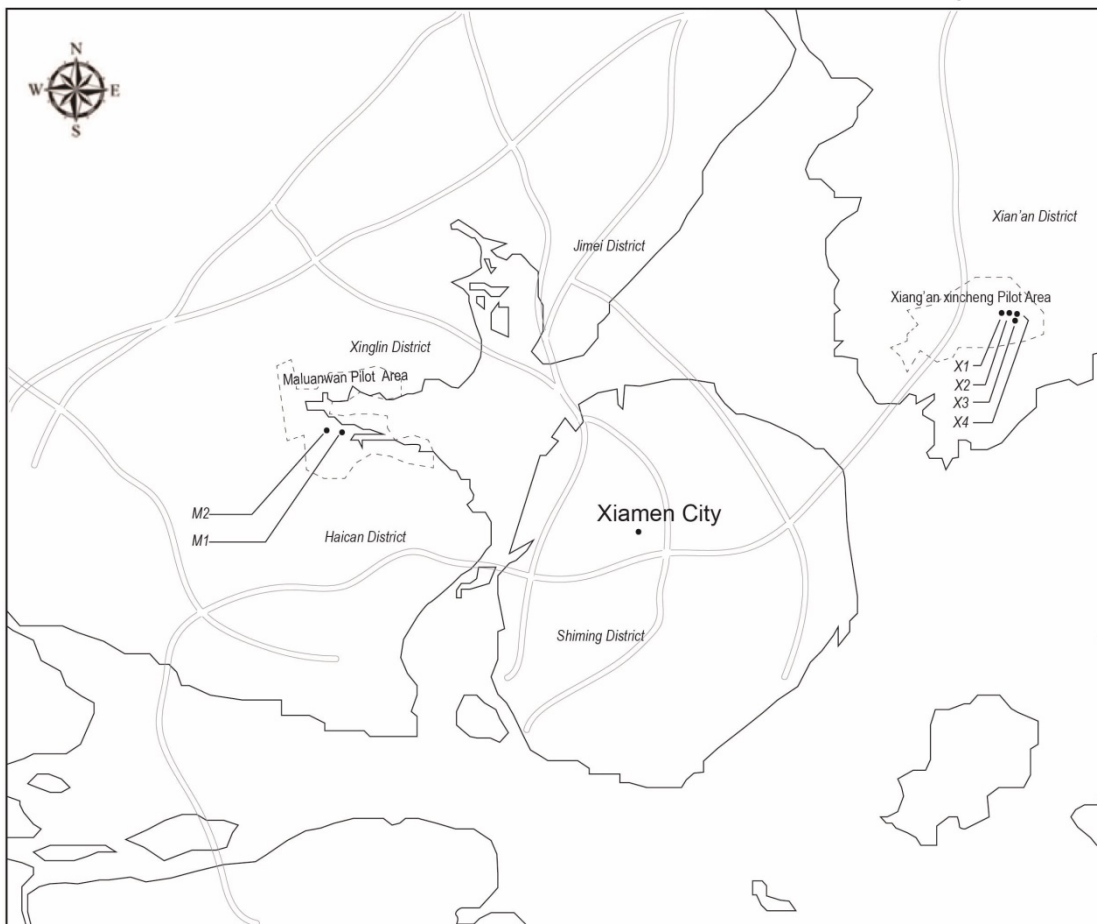 N
W E
S
Xian'an District
Jimei District
Xiang'an xincheng Pilot Area
Xinglin District
X1
Maluanwan Pilot Area
X2
X3
X4
M2
Xiamen City
M1
Haican District
Shiming District